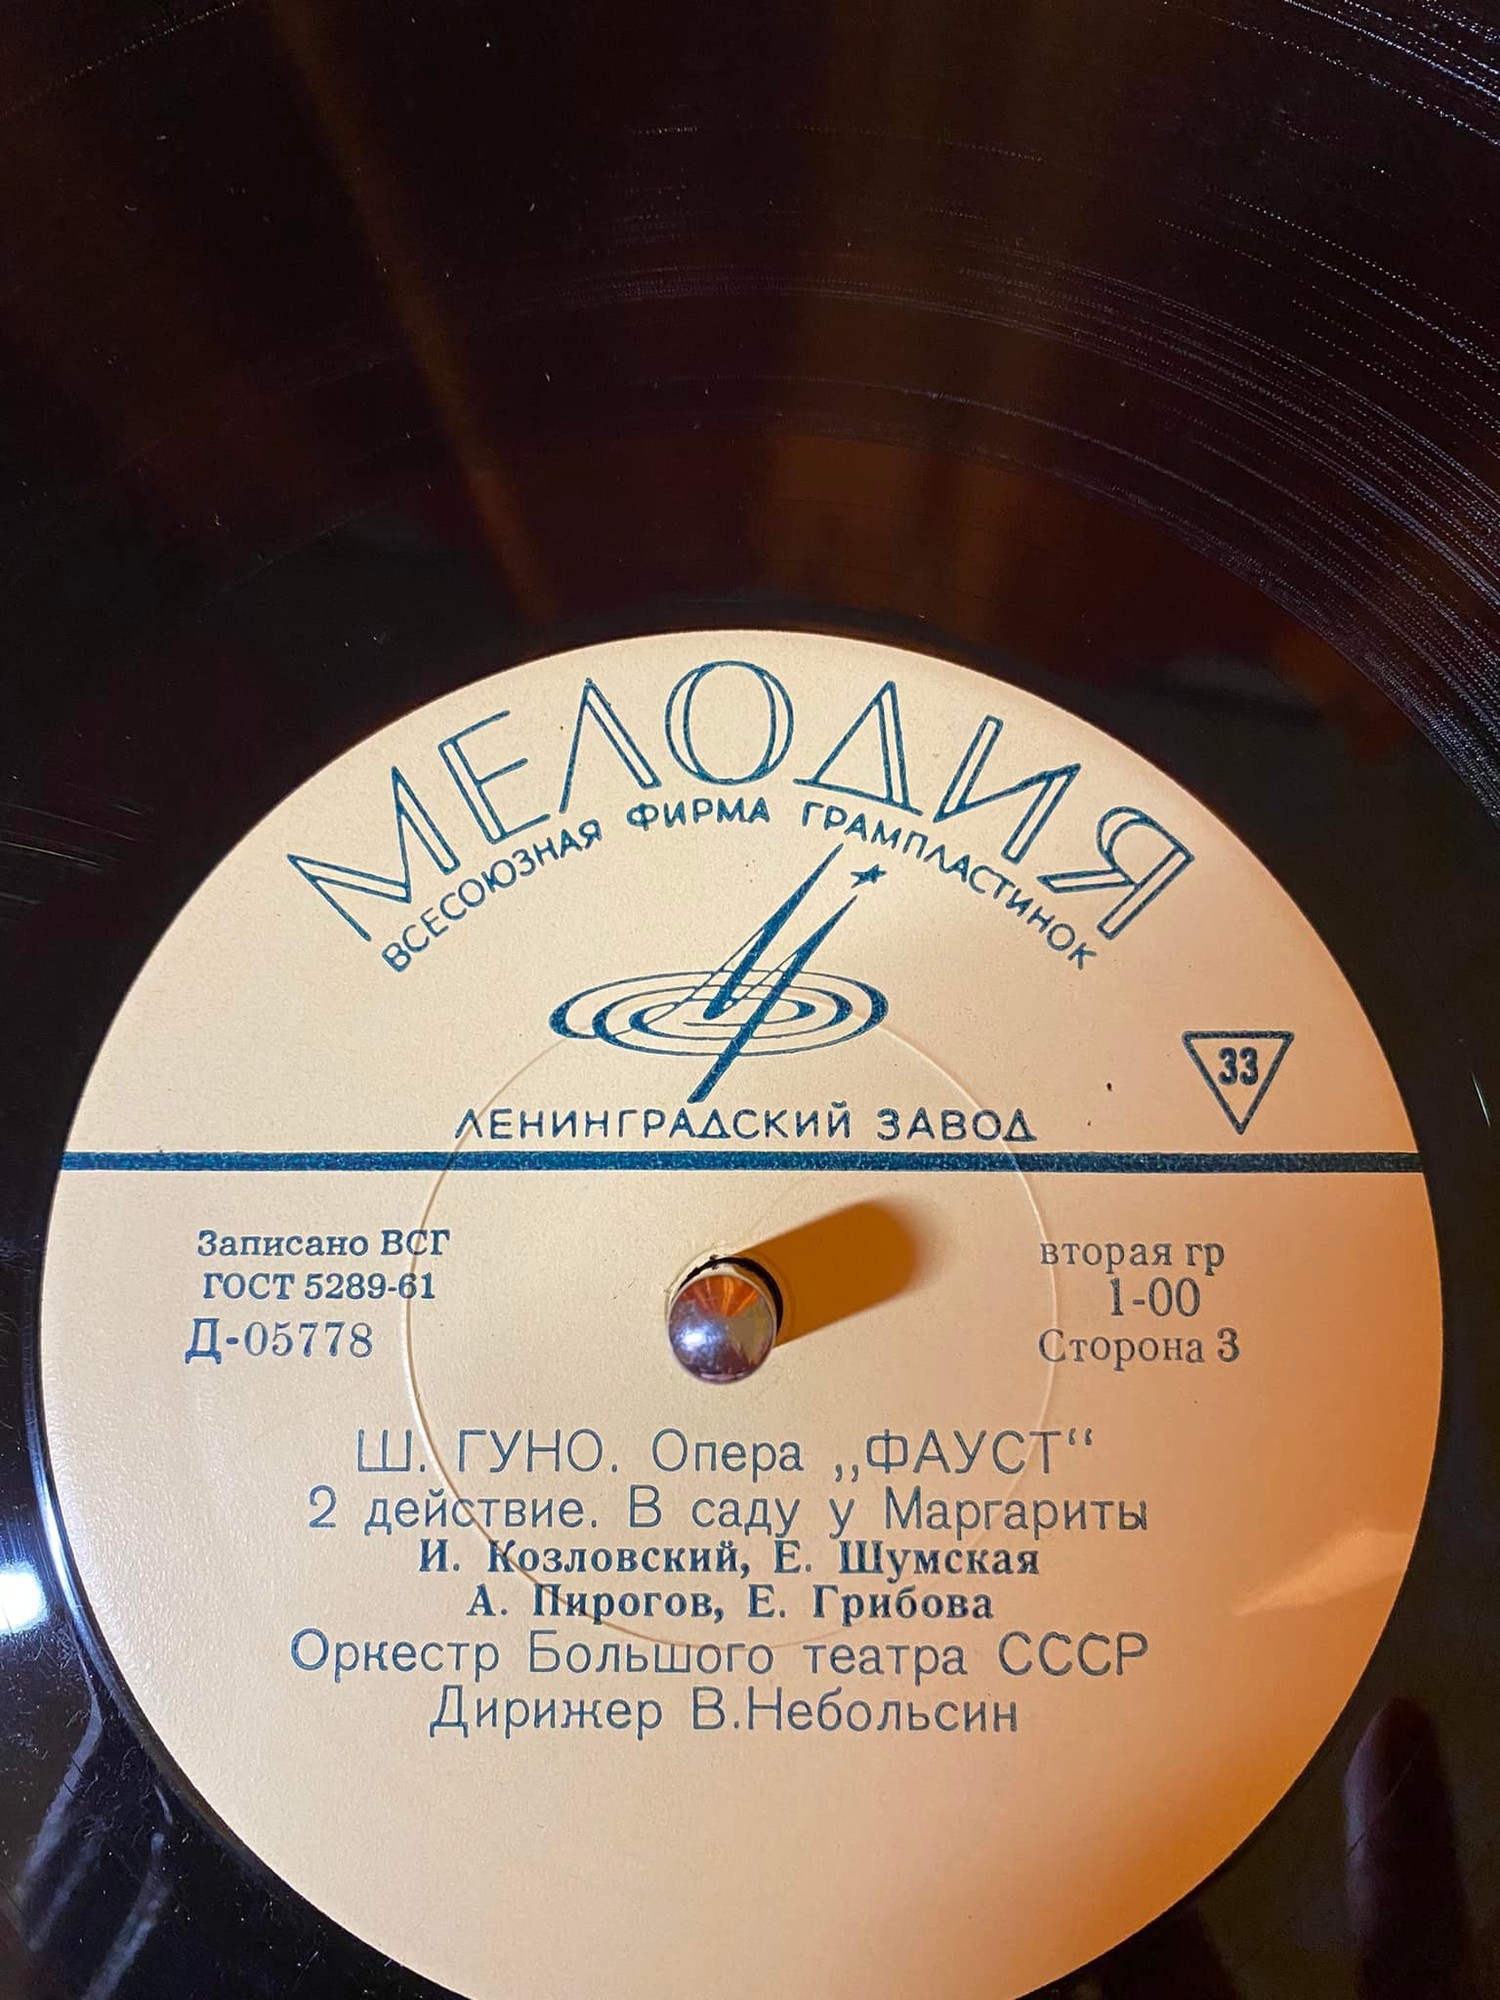 МЕЛОДИЯ
ВСЕСОЮЗНАЯ ФИРМА ГРАМПЛАСТИНОК
33
ЛЕНИНГРАДСКИЙ ЗАВОД
Записано ВСГ
ГОСТ 5289-61
Д-05778
вторая гр
1-00
Сторона 3
Ш. ГУНО. Опера „ФАУСТ“
2 действие. В саду у Маргариты
И. Козловский, Е. Шумская
А. Пирогов, Е. Грибова
Оркестр Большого театра СССР
Дирижер В.Небольсин